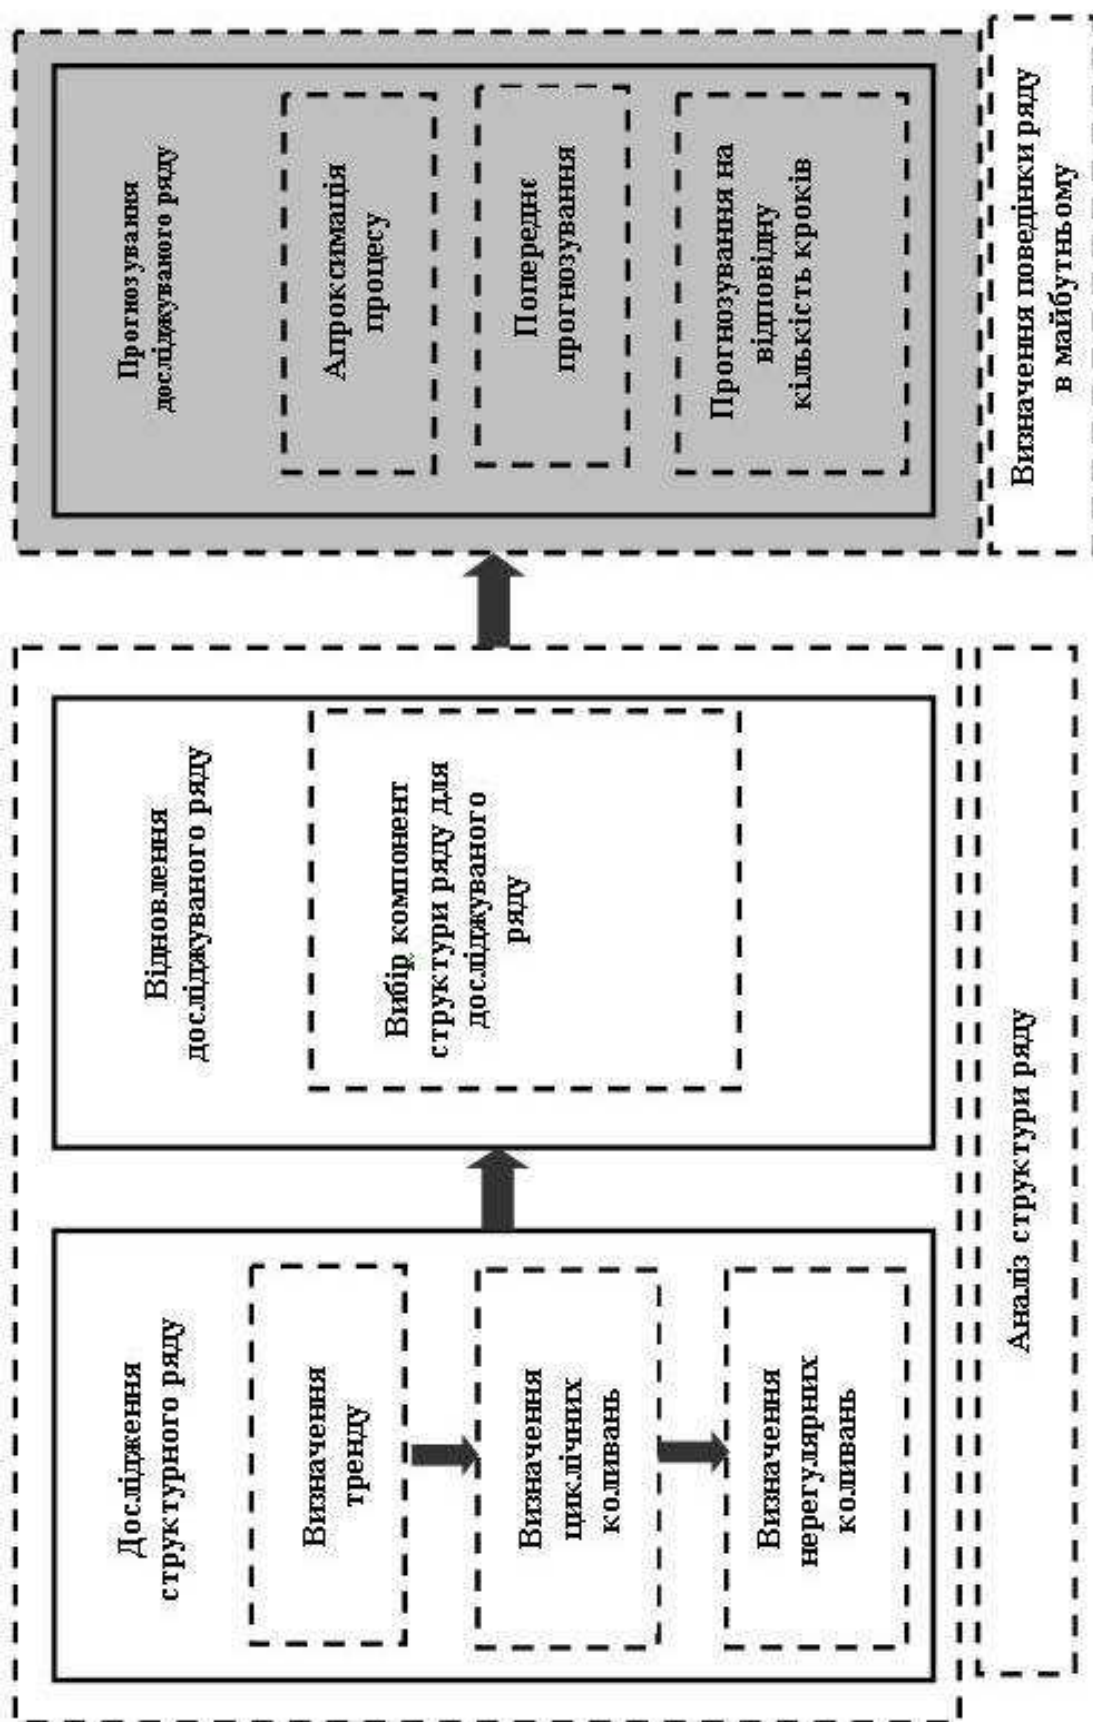 Дослідження
структурного ряду
Визначення
тренду
Визначення
циклічних
коливань
Визначення
нерегулярних
коливань
Відновлення
досліджуваного ряду
Вибір компонент
структури ряду для
досліджуваного
ряду
Аналіз структури ряду
Прогнозування
досліджуваного ряду
Апроксимація
процесу
Попереднє
прогнозування
Прогнозування на
відповідну
кількість кроків
Визначення поведінки ряду
в майбутньому